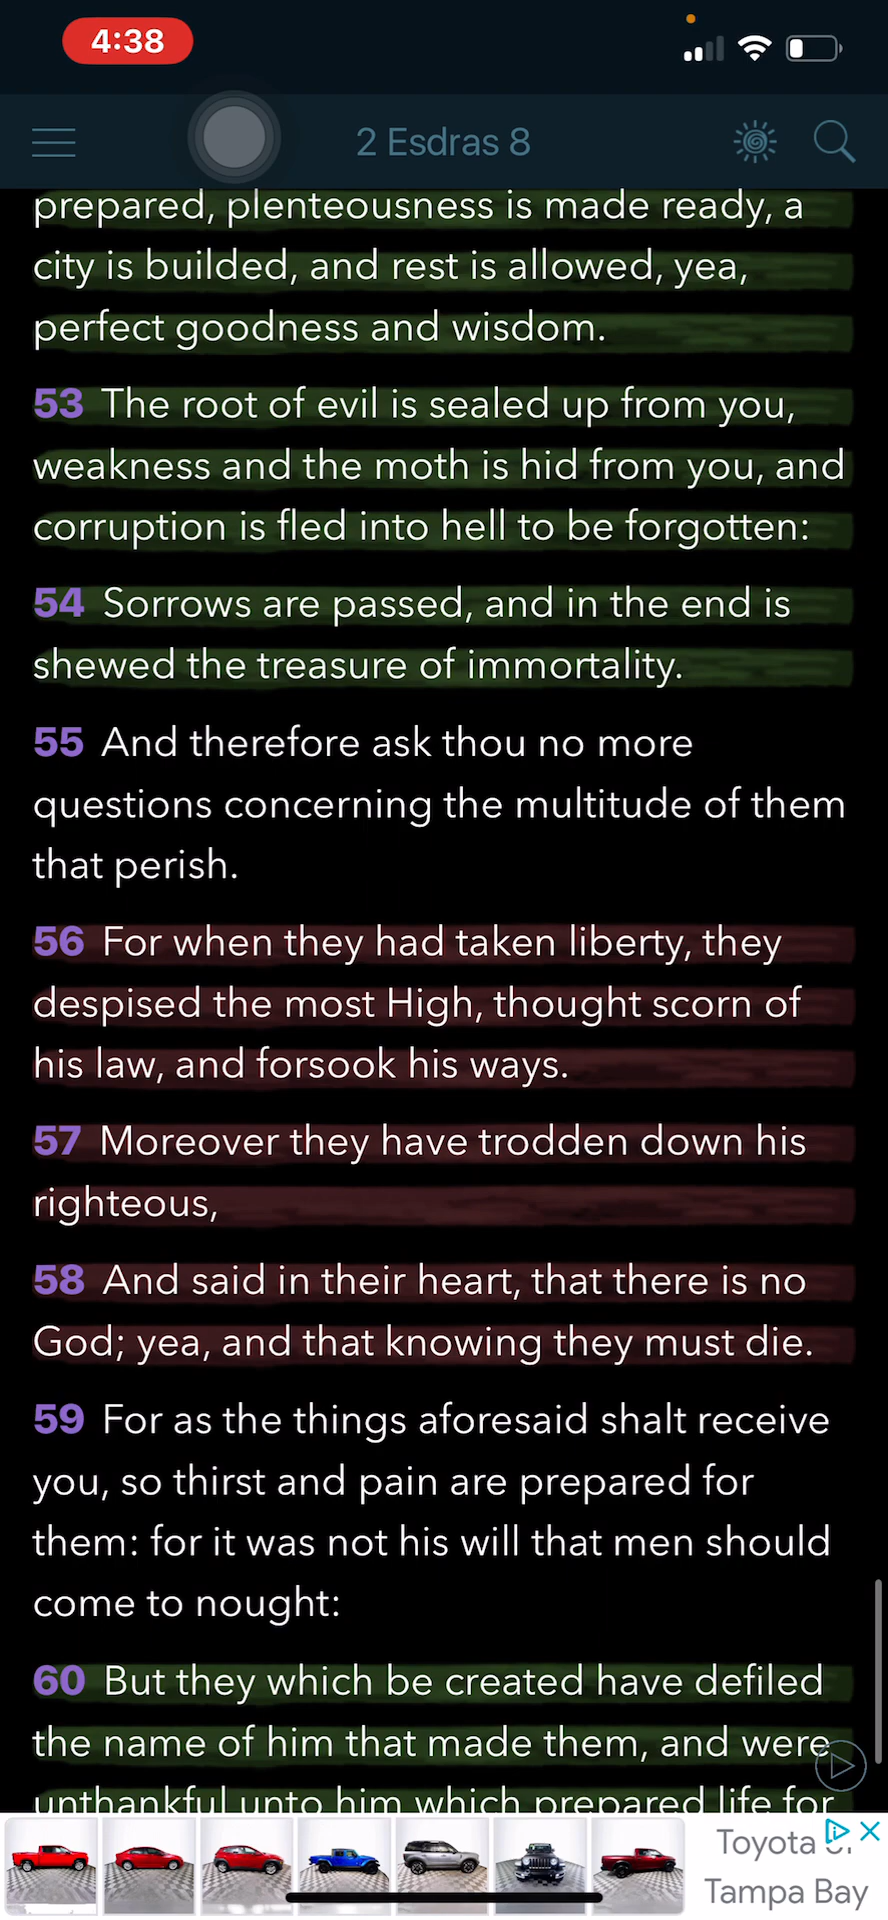 4:38
2 Esdras 8
prepared, plenteousness is made ready, a
city is builded, and rest is allowed, yea,
perfect goodness and wisdom.
53 The root of evil is sealed up from you,
weakness and the moth is hid from you, and
corruption is fled into hell to be forgotten:
54 Sorrows are passed, and in the end is
shewed the treasure of immortality.
55 And therefore ask thou no more
questions concerning the multitude of them
that perish.
56 For when they had taken liberty, they
despised the most High, thought scorn of
his law, and forsook his ways.
57 Moreover they have trodden down his
righteous,
58 And said in their heart, that there is no
God; yea, and that knowing they must die.
59 For as the things aforesaid shalt receive
you, so thirst and pain are prepared for
them: for it was not his will that men should
come to nought:
60 But they which be created have defiled
the name of him that made them, and were
unthankful unto him which prepared life for
Toyota
Tampa Bay